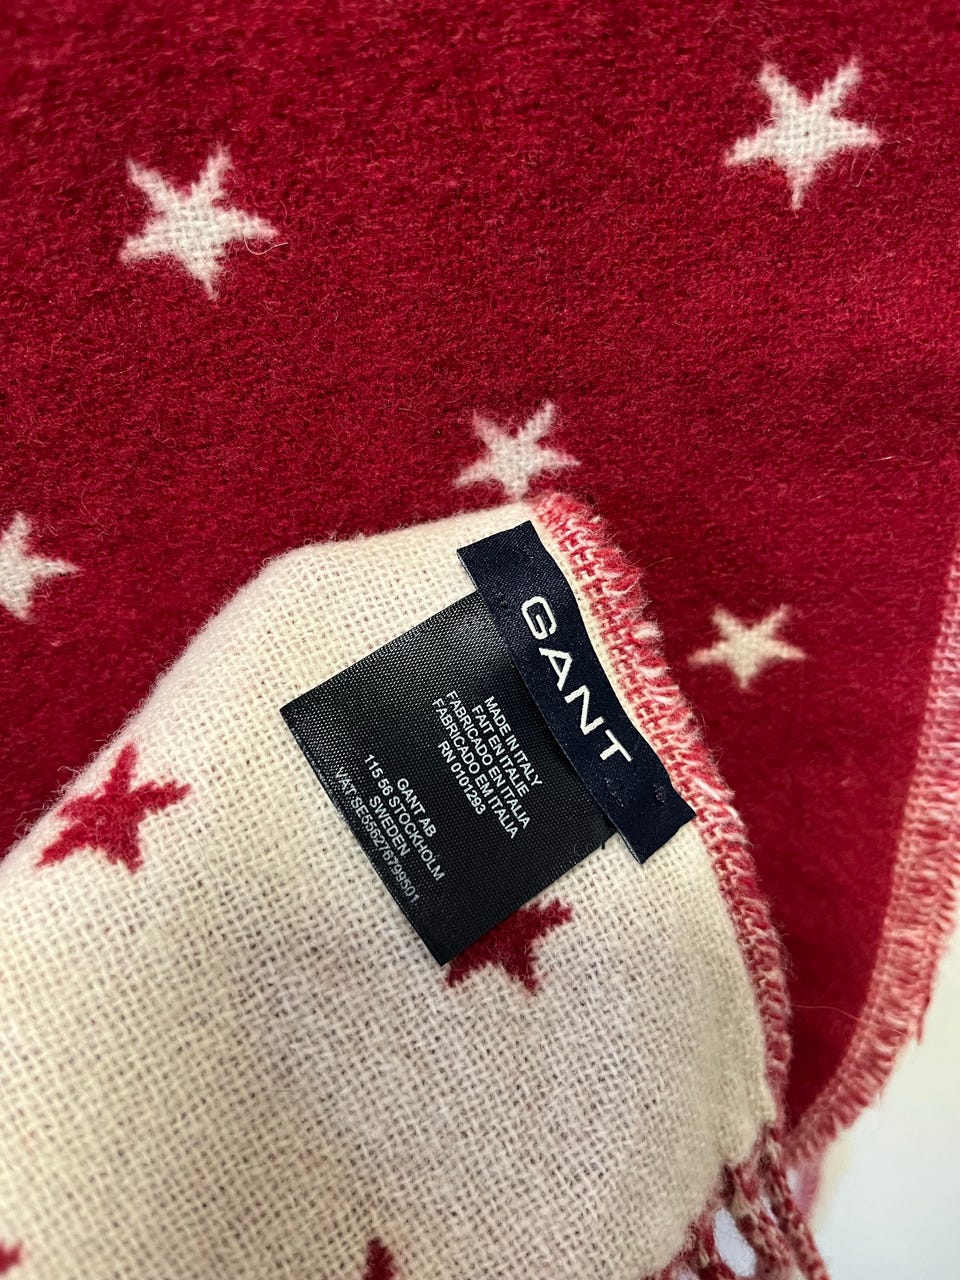 GANT
MADE IN ITALY
FAIT EN ITALIE
FABRICADO EN ITALIA
FABRICADO EM ITALIA
RN 0101293
GANT AB
115 56 STOCKHOLM
SWEDEN
VAT:SE556276799501